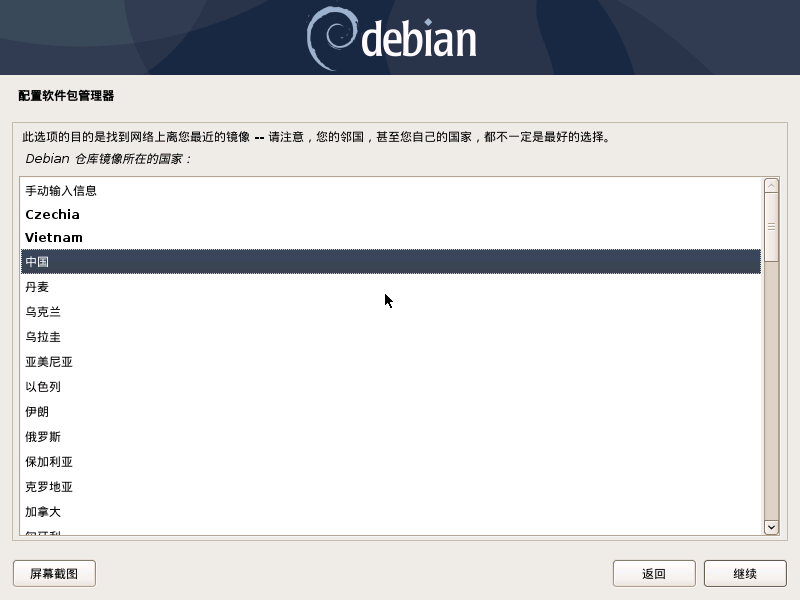 debian
配置软件包管理器
此选项的目的是找到网络上离您最近的镜像 -- 请注意，您的邻国，甚至您自己的国家，都不一定是最好的选择。
Debian 仓库镜像所在的国家：
手动输入信息
Czechia
Vietnam
中国
丹麦
乌克兰
乌拉圭
亚美尼亚
以色列
伊朗
俄罗斯
保加利亚
克罗地亚
加拿大
匈牙利
屏幕截图
返回
继续